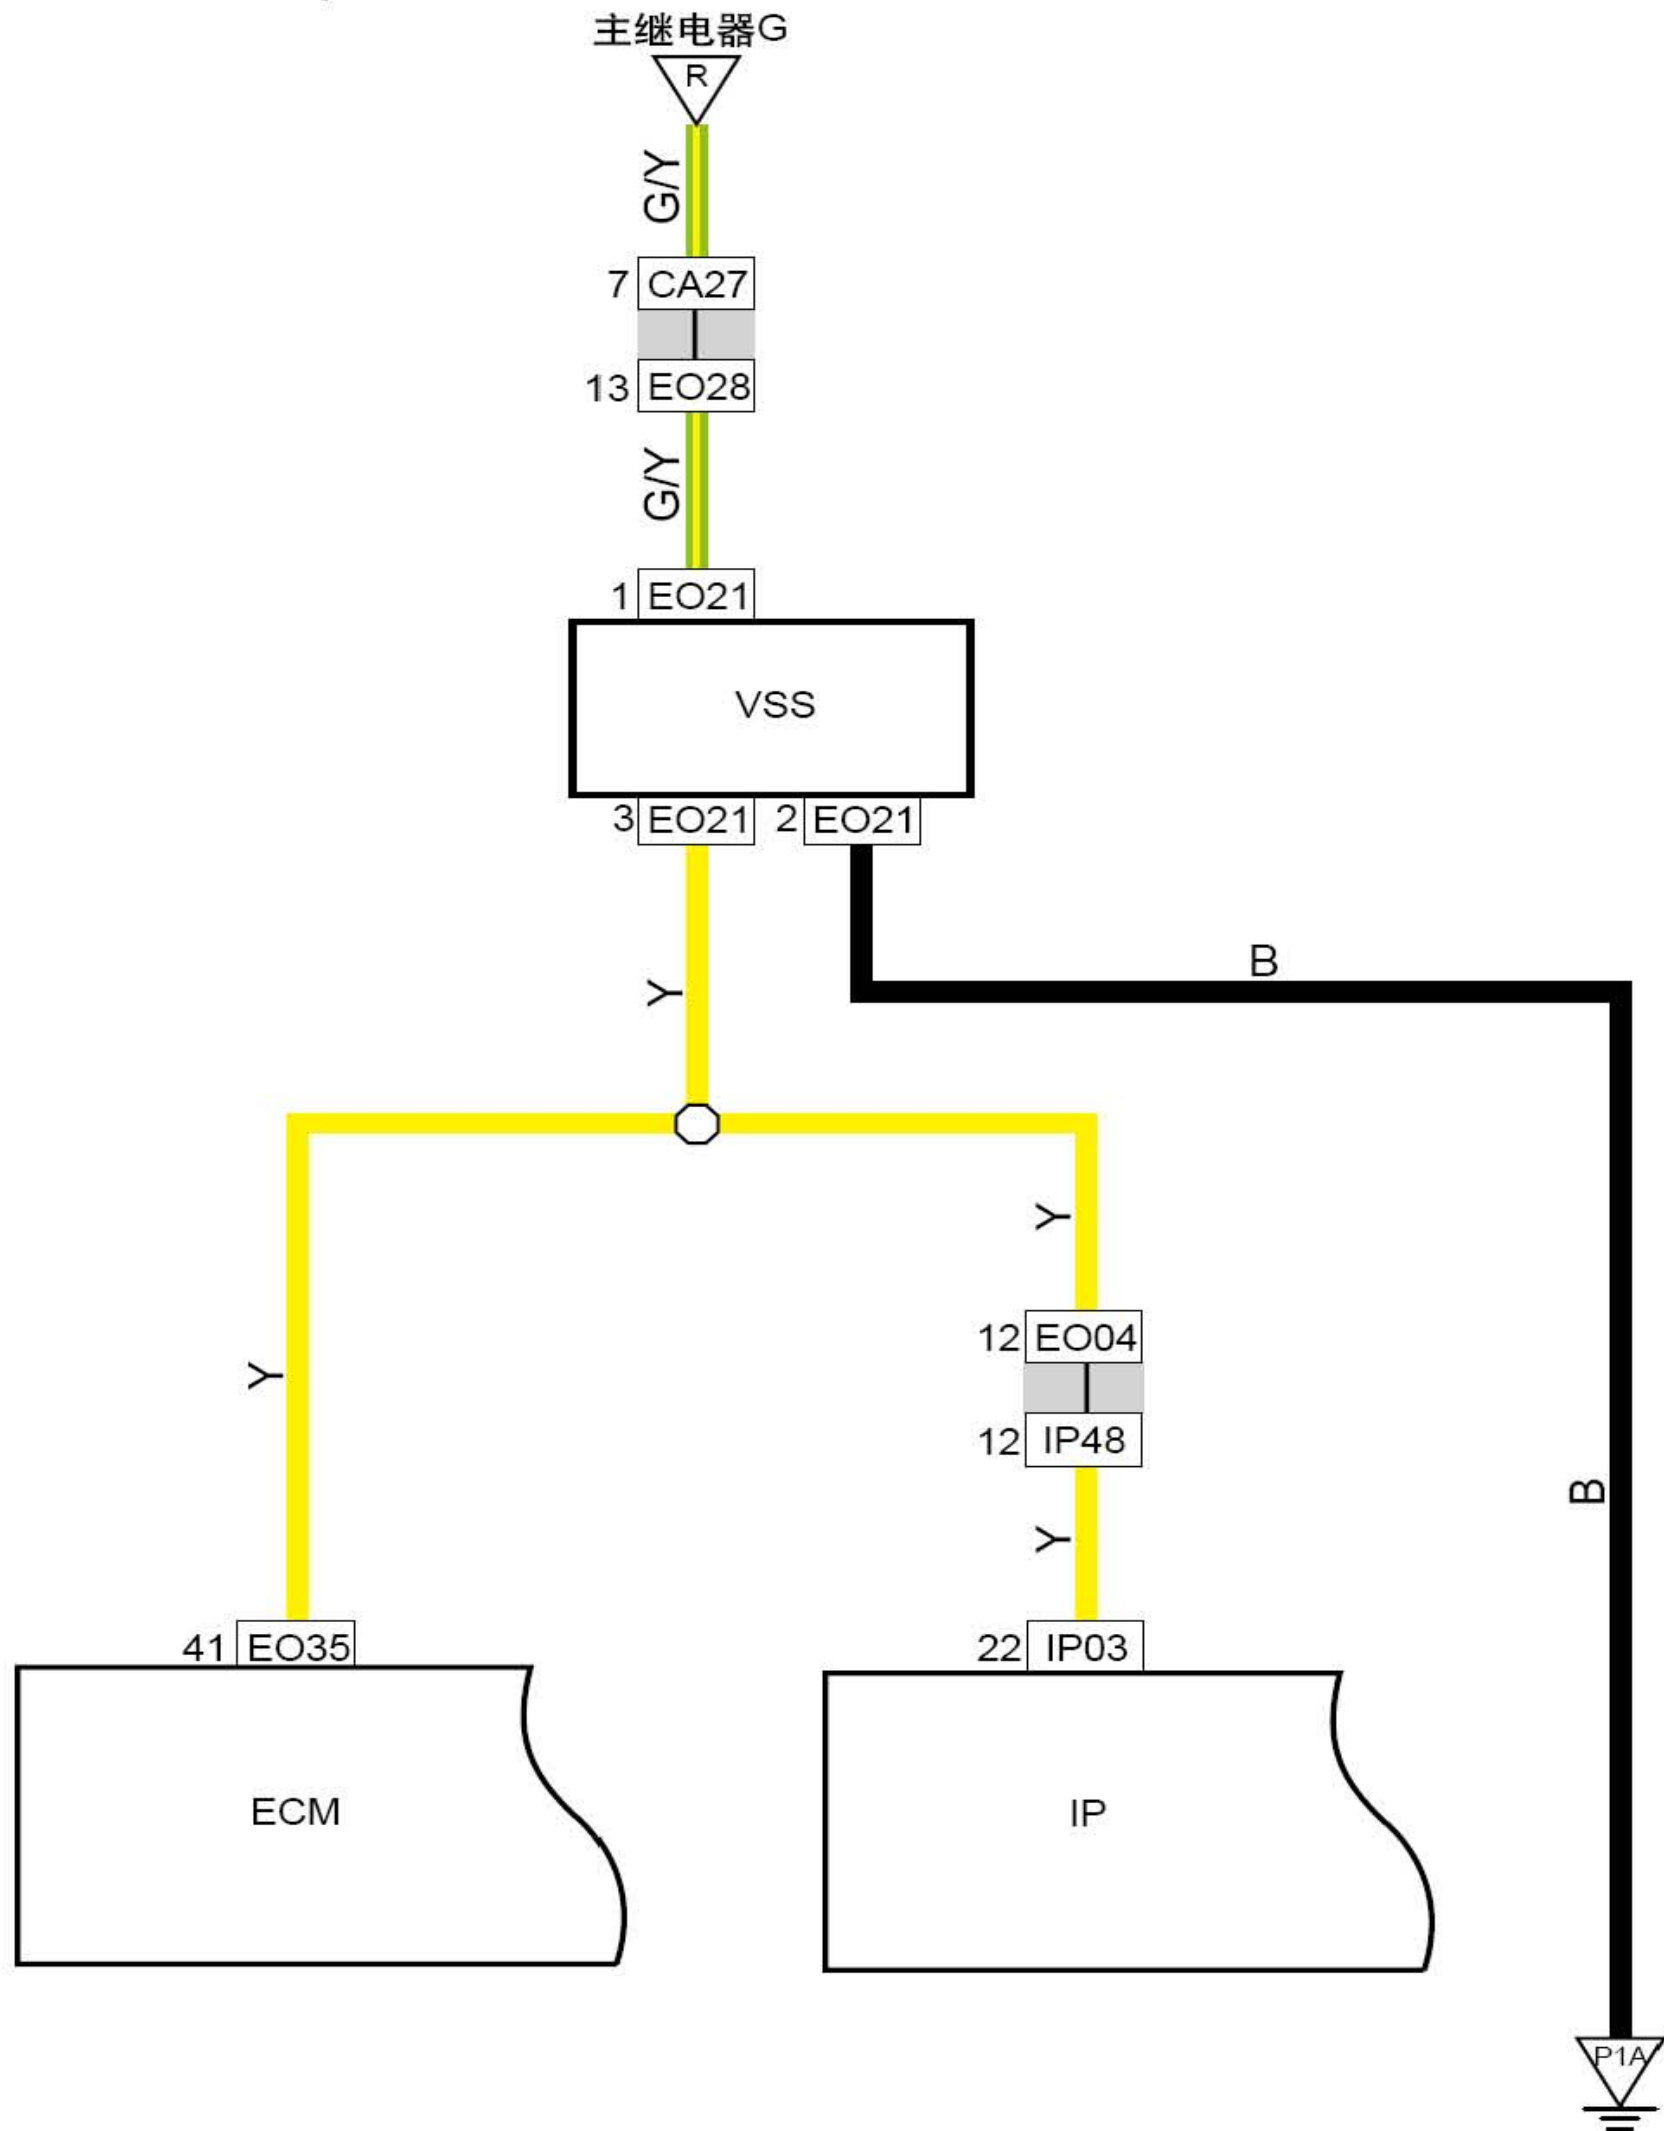 主继电器G
R
G/Y
7 CA27
13 EO28
G/Y
1 EO21
VSS
3 EO21 2 EO21
B
Y
Y
12 EO04
Y
12 IP48
B
Y
41 EO35 22 IP03
ECM IP
P1A